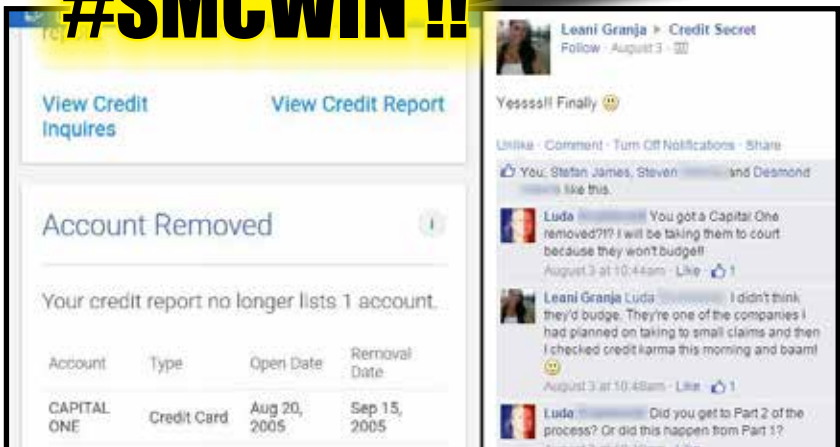 #SMCWIN !!
View Credit
Inquires
View Credit Report
Account Removed
i
Your credit report no longer lists 1 account.
Account Type Open Date Removal
Date
CAPITAL
ONE Credit Card Aug 20,
2005 Sep 15,
2005
Leani Granja ▸ Credit Secret
Follow · August 3 ·
Yessss!! Finally
Unlike · Comment · Turn Off Notifications · Share
You, Stefan James, Steven and Desmond
like this.
Luda You got a Capital One
removed?!? I will be taking them to court
because they won't budge!!
August 3 at 10:44am · Like · 1
Leani Granja Luda I didn't think
they'd budge. They're one of the companies I
had planned on taking to small claims and then
I checked credit karma this morning and baam!
August 3 at 10:48am · Like · 1
Luda Did you get to Part 2 of the
process? Or did this happen from Part 1?